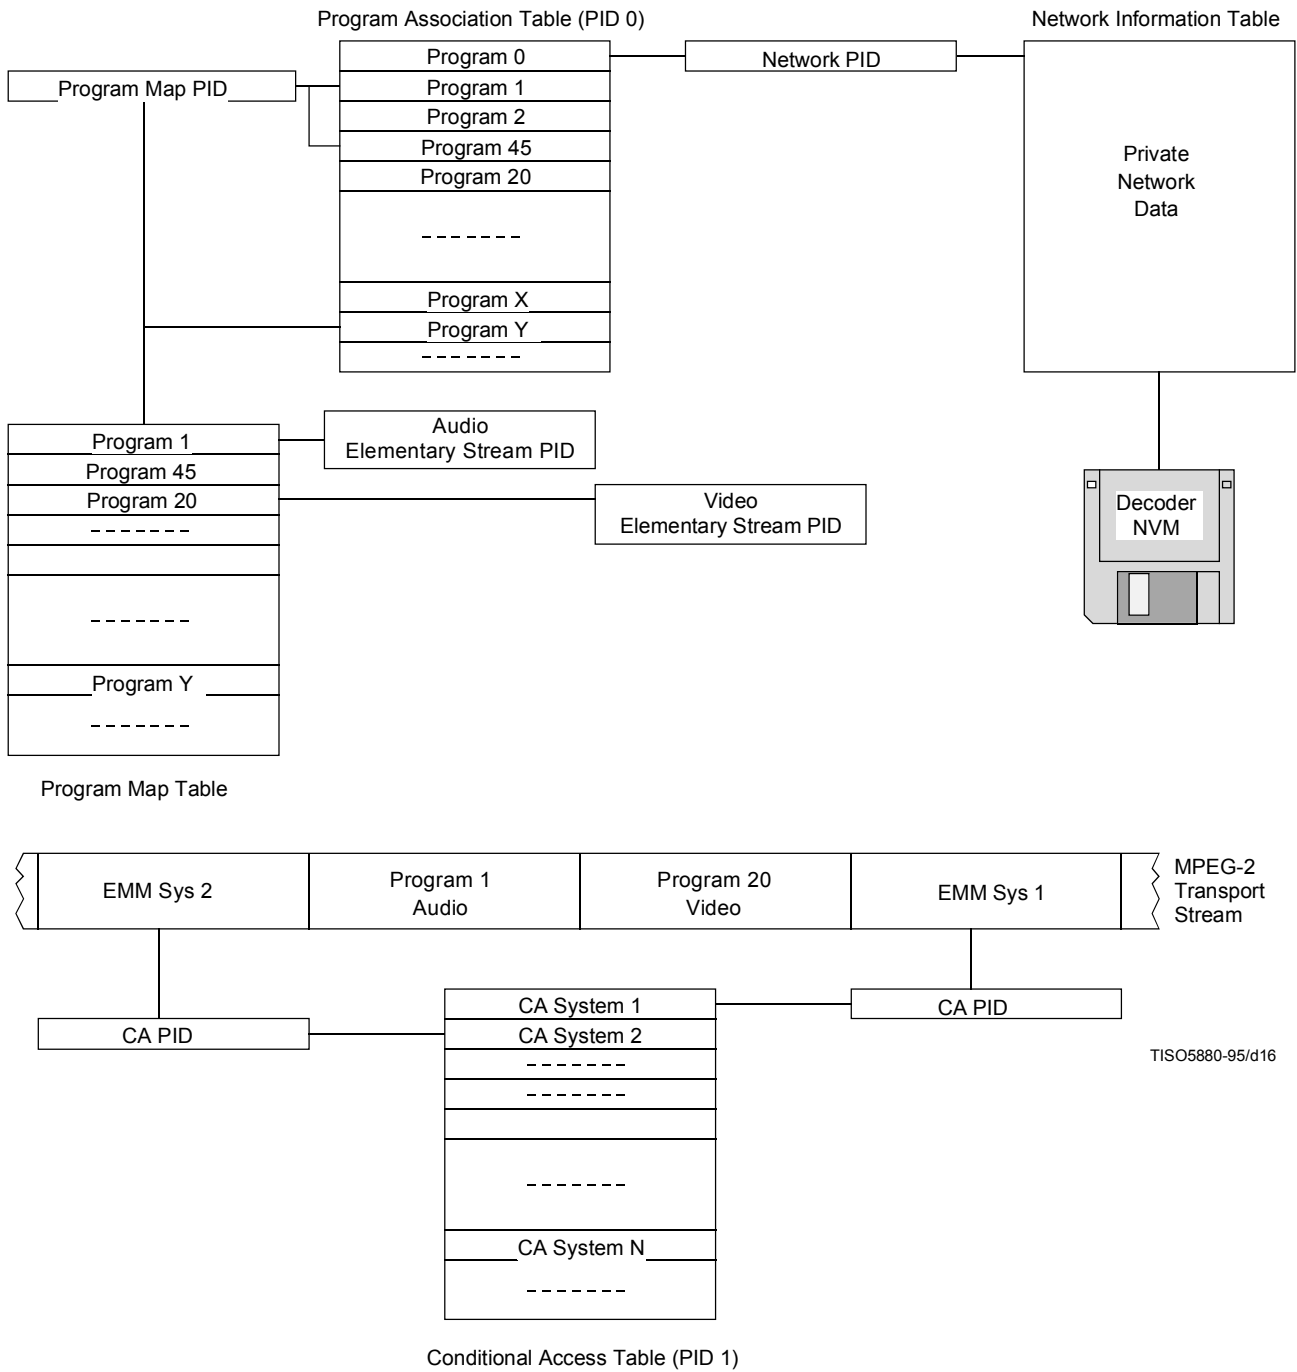 Program Association Table (PID 0)
Network Information Table
Program 0
Network PID
Program Map PID
Program 1
Program 2
Program 45
Program 20
-------
Program X
Program Y
-------
Private
Network
Data
Program 1
Program 45
Program 20
-------
-------
Program Y
-------
Audio
Elementary Stream PID
Video
Elementary Stream PID
Decoder
NVM
Program Map Table
EMM Sys 2
Program 1
Audio
Program 20
Video
EMM Sys 1
MPEG-2
Transport
Stream
CA PID
CA System 1
CA System 2
-------
-------
-------
CA System N
-------
CA PID
TISO5880-95/d16
Conditional Access Table (PID 1)